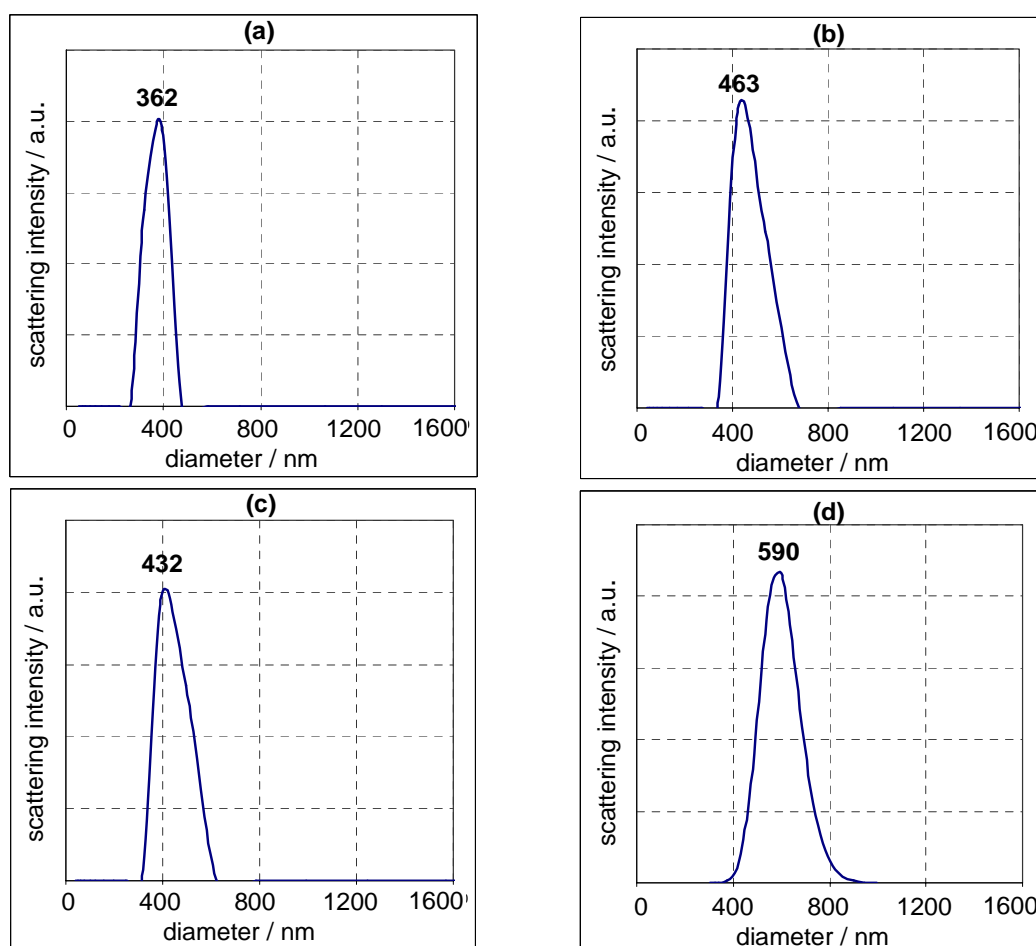 (a)
362
scattering intensity / a.u.
0 400 800 1200 1600
diameter / nm
(b)
463
scattering intensity / a.u.
0 400 800 1200 1600
diameter / nm
(c)
432
scattering intensity / a.u.
0 400 800 1200 1600
diameter / nm
(d)
590
scattering intensity / a.u.
0 400 800 1200 1600
diameter / nm